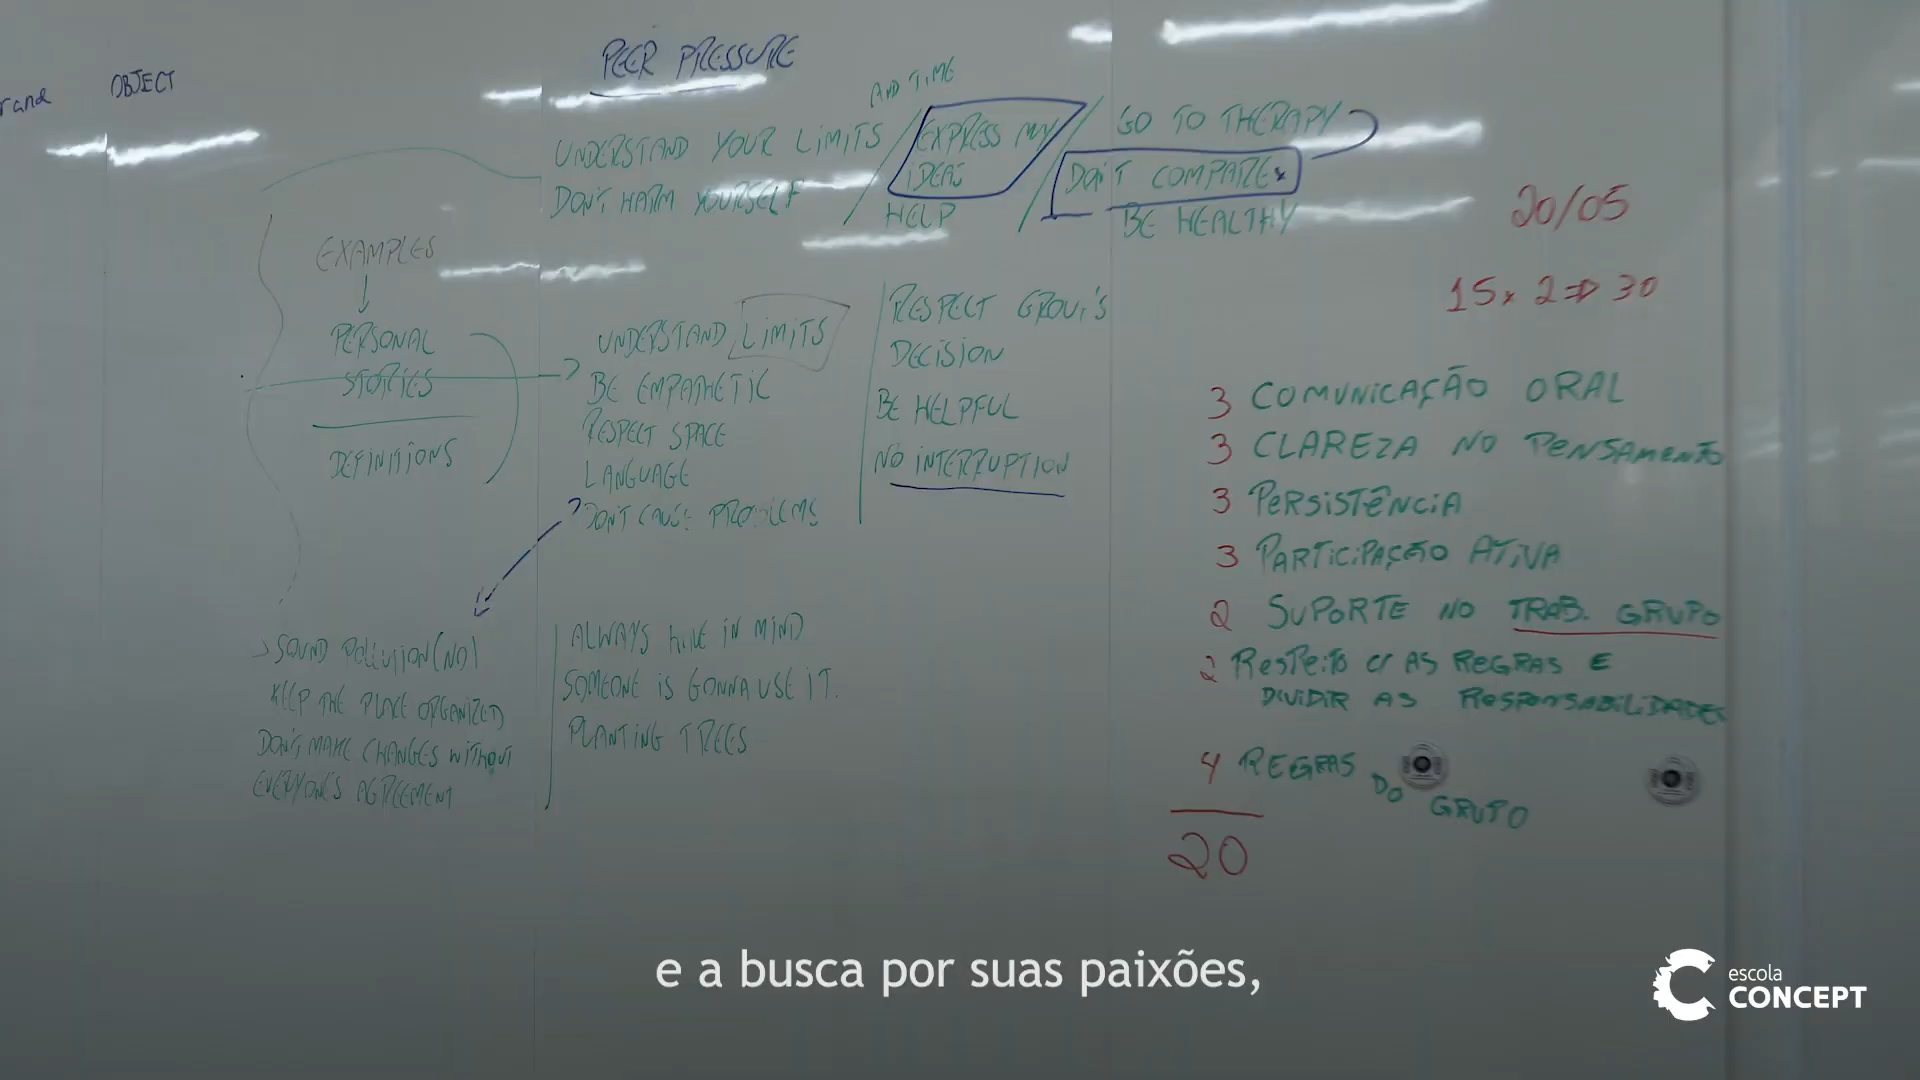 OBJECT
PEER PRESSURE
AND TIME
UNDERSTAND YOUR LIMITS
DON'T HARM YOURSELF
EXPRESS MY
IDEAS
HELP
GO TO THERAPY
DON'T COMPARE
BE HEALTHY
EXAMPLES
PERSONAL
STORIES
DEFINITIONS
UNDERSTAND LIMITS
BE EMPATHETIC
RESPECT SPACE
LANGUAGE
DON'T CAUSE PROBLEMS
RESPECT GROUP'S
DECISION
BE HELPFUL
NO INTERRUPTION
SOUND POLLUTION (NO)
KEEP THE PLACE ORGANIZED
DON'T MAKE CHANGES WITHOUT
EVERYONE'S AGREEMENT
ALWAYS HAVE IN MIND
SOMEONE IS GONNA USE IT.
PLANTING TREES
20/05
15 x 2 => 30
3 COMUNICAÇÃO ORAL
3 CLAREZA NO PENSAMENTO
3 PERSISTÊNCIA
3 PARTICIPAÇÃO ATIVA
2 SUPORTE NO TRAB. GRUPO
2 RESPEITO C/ AS REGRAS E
DIVIDIR AS RESPONSABILIDADES
4 REGRAS DO GRUPO
20
e a busca por suas paixões,
escola
CONCEPT